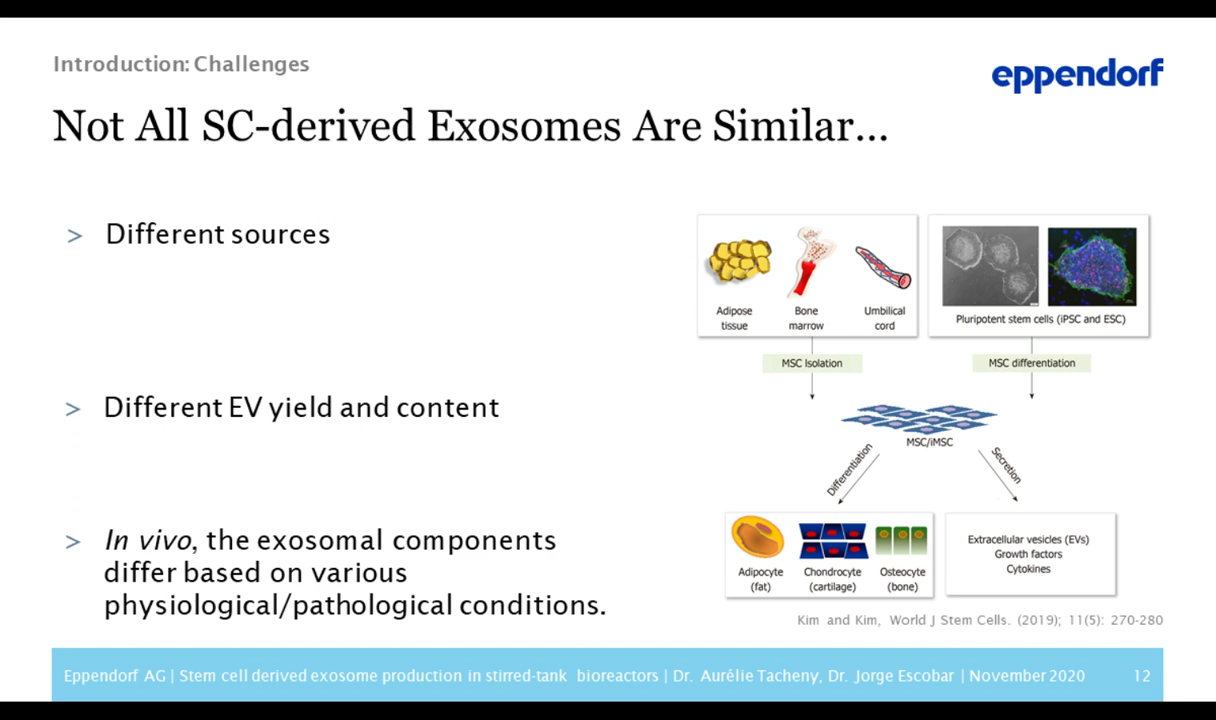 Introduction: Challenges
eppendorf
Not All SC-derived Exosomes Are Similar...
> Different sources
> Different EV yield and content
> In vivo, the exosomal components
differ based on various
physiological/pathological conditions.
Adipose
tissue
Bone
marrow
Umbilical
cord
Pluripotent stem cells (iPSC and ESC)
MSC Isolation
MSC differentiation
MSC/iMSC
Differentiation
Secretion
Adipocyte
(fat)
Chondrocyte
(cartilage)
Osteocyte
(bone)
Extracellular vesicles (EVs)
Growth factors
Cytokines
Kim and Kim, World J Stem Cells. (2019); 11(5): 270-280
Eppendorf AG | Stem cell derived exosome production in stirred-tank bioreactors | Dr. Aurélie Tacheny, Dr. Jorge Escobar | November 2020 12